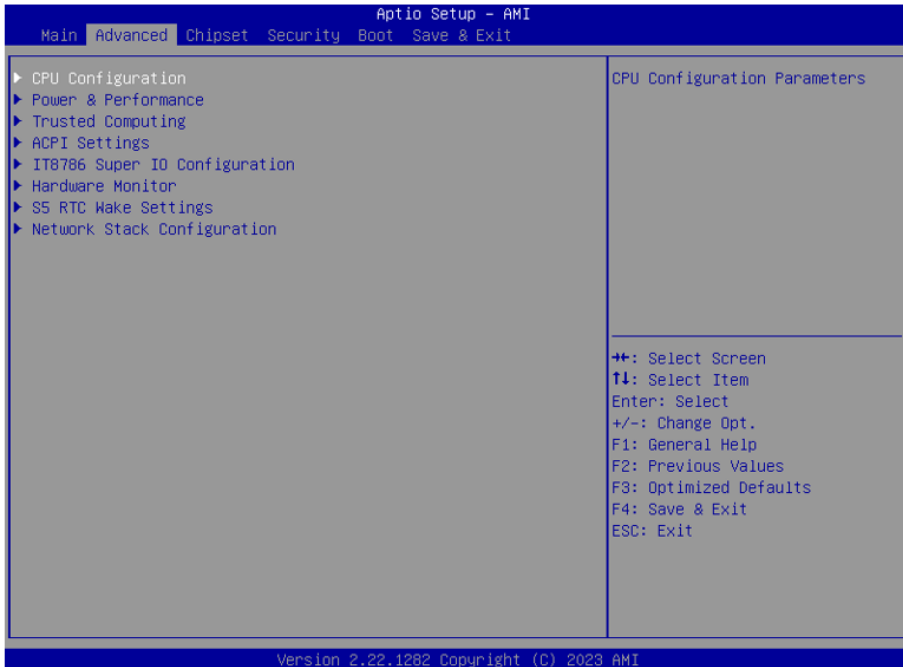 Aptio Setup – AMI
Main Advanced Chipset Security Boot Save & Exit
▶ CPU Configuration
▶ Power & Performance
▶ Trusted Computing
▶ ACPI Settings
▶ IT8786 Super IO Configuration
▶ Hardware Monitor
▶ S5 RTC Wake Settings
▶ Network Stack Configuration
CPU Configuration Parameters
→←: Select Screen
↑↓: Select Item
Enter: Select
+/-: Change Opt.
F1: General Help
F2: Previous Values
F3: Optimized Defaults
F4: Save & Exit
ESC: Exit
Version 2.22.1282 Copyright (C) 2023 AMI